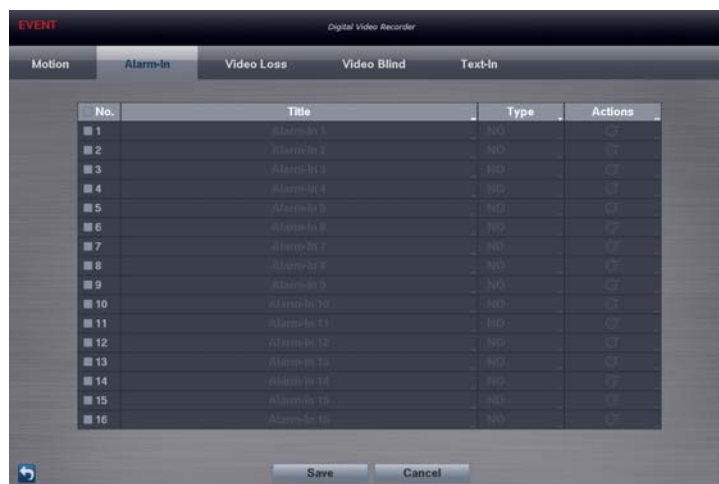 EVENT
Digital Video Recorder
Motion Alarm-In Video Loss Video Blind Text-In
No. Title Type Actions
1 Alarm-In 1 NO
2 Alarm-In 2 NO
3 Alarm-In 3 NO
4 Alarm-In 4 NO
5 Alarm-In 5 NO
6 Alarm-In 6 NO
7 Alarm-In 7 NO
8 Alarm-In 8 NO
9 Alarm-In 9 NO
10 Alarm-In 10 NO
11 Alarm-In 11 NO
12 Alarm-In 12 NO
13 Alarm-In 13 NO
14 Alarm-In 14 NO
15 Alarm-In 15 NO
16 Alarm-In 16 NO
Save Cancel